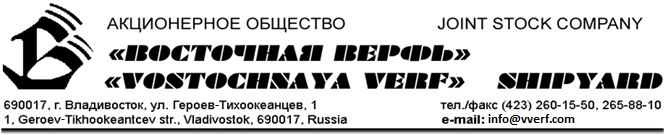 АКЦИОНЕРНОЕ ОБЩЕСТВО JOINT STOCK COMPANY
«ВОСТОЧНАЯ ВЕРФЬ»
«VOSTOCHNAYA VERF» SHIPYARD
690017, г. Владивосток, ул. Героев-Тихоокеанцев, 1 тел./факс (423) 260-15-50, 265-88-10
1, Geroev-Tikhookeantcev str., Vladivostok, 690017, Russia e-mail: info@vverf.com